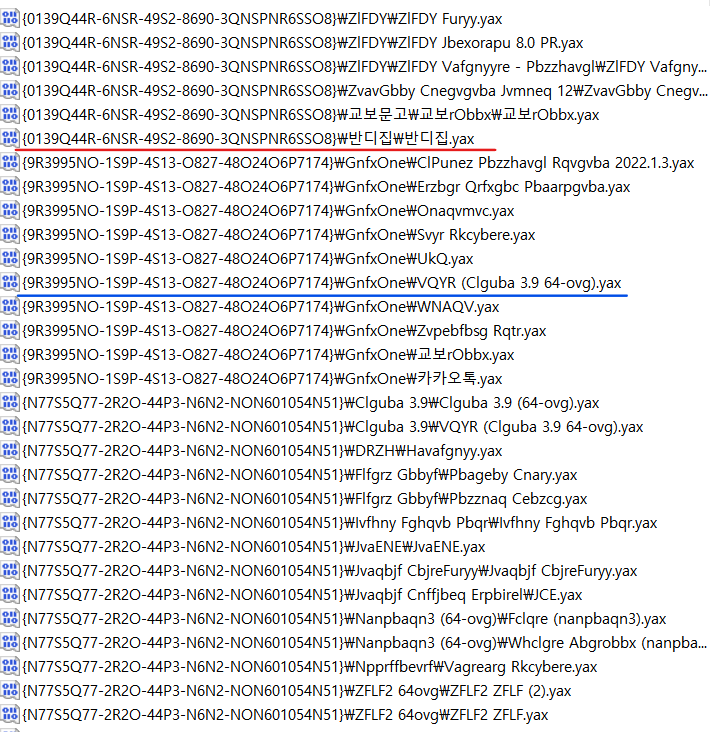 {0139Q44R-6NSR-49S2-8690-3QNSPNR6SSO8}₩ZlFDY₩ZlFDY Furyy.yax
{0139Q44R-6NSR-49S2-8690-3QNSPNR6SSO8}₩ZlFDY₩ZlFDY Jbexorapu 8.0 PR.yax
{0139Q44R-6NSR-49S2-8690-3QNSPNR6SSO8}₩ZlFDY₩ZlFDY Vafgnyyre - Pbzzhavgl₩ZlFDY Vafgny...
{0139Q44R-6NSR-49S2-8690-3QNSPNR6SSO8}₩ZvavGbby Cnegvgvba Jvmneq 12₩ZvavGbby Cnegv...
{0139Q44R-6NSR-49S2-8690-3QNSPNR6SSO8}₩교보문고₩교보rObbx₩교보rObbx.yax
{0139Q44R-6NSR-49S2-8690-3QNSPNR6SSO8}₩반디집₩반디집.yax
{9R3995NO-1S9P-4S13-O827-48O24O6P7174}₩GnfxOne₩ClPunez Pbzzhavgl Rqvgvba 2022.1.3.yax
{9R3995NO-1S9P-4S13-O827-48O24O6P7174}₩GnfxOne₩Erzbgr Qrfxgbc Pbaarpgvba.yax
{9R3995NO-1S9P-4S13-O827-48O24O6P7174}₩GnfxOne₩Onaqvmvc.yax
{9R3995NO-1S9P-4S13-O827-48O24O6P7174}₩GnfxOne₩Svyr Rkcybere.yax
{9R3995NO-1S9P-4S13-O827-48O24O6P7174}₩GnfxOne₩UkQ.yax
{9R3995NO-1S9P-4S13-O827-48O24O6P7174}₩GnfxOne₩VQYR (Clguba 3.9 64-ovg).yax
{9R3995NO-1S9P-4S13-O827-48O24O6P7174}₩GnfxOne₩WNAQV.yax
{9R3995NO-1S9P-4S13-O827-48O24O6P7174}₩GnfxOne₩Zvpebfbsg Rqtr.yax
{9R3995NO-1S9P-4S13-O827-48O24O6P7174}₩GnfxOne₩교보rObbx.yax
{9R3995NO-1S9P-4S13-O827-48O24O6P7174}₩GnfxOne₩카카오톡.yax
{N77S5Q77-2R2O-44P3-N6N2-NON601054N51}₩Clguba 3.9₩Clguba 3.9 (64-ovg).yax
{N77S5Q77-2R2O-44P3-N6N2-NON601054N51}₩Clguba 3.9₩VQYR (Clguba 3.9 64-ovg).yax
{N77S5Q77-2R2O-44P3-N6N2-NON601054N51}₩DRZH₩Havafgnyy.yax
{N77S5Q77-2R2O-44P3-N6N2-NON601054N51}₩Flfgrz Gbbyf₩Pbageby Cnary.yax
{N77S5Q77-2R2O-44P3-N6N2-NON601054N51}₩Flfgrz Gbbyf₩Pbzznaq Cebzcg.yax
{N77S5Q77-2R2O-44P3-N6N2-NON601054N51}₩Ivfhny Fghqvb Pbqr₩Ivfhny Fghqvb Pbqr.yax
{N77S5Q77-2R2O-44P3-N6N2-NON601054N51}₩JvaENE₩JvaENE.yax
{N77S5Q77-2R2O-44P3-N6N2-NON601054N51}₩Jvaqbjf CbjreFuryy₩Jvaqbjf CbjreFuryy.yax
{N77S5Q77-2R2O-44P3-N6N2-NON601054N51}₩Jvaqbjf Cnffjbeq Erpbirel₩JCE.yax
{N77S5Q77-2R2O-44P3-N6N2-NON601054N51}₩Nanpbaqn3 (64-ovg)₩Fclqre (nanpbaqn3).yax
{N77S5Q77-2R2O-44P3-N6N2-NON601054N51}₩Nanpbaqn3 (64-ovg)₩Whclgre Abgrobbx (nanpba...
{N77S5Q77-2R2O-44P3-N6N2-NON601054N51}₩Npprffbevrf₩Vagrearg Rkcybere.yax
{N77S5Q77-2R2O-44P3-N6N2-NON601054N51}₩ZFLF2 64ovg₩ZFLF2 ZFLF (2).yax
{N77S5Q77-2R2O-44P3-N6N2-NON601054N51}₩ZFLF2 64ovg₩ZFLF2 ZFLF.yax